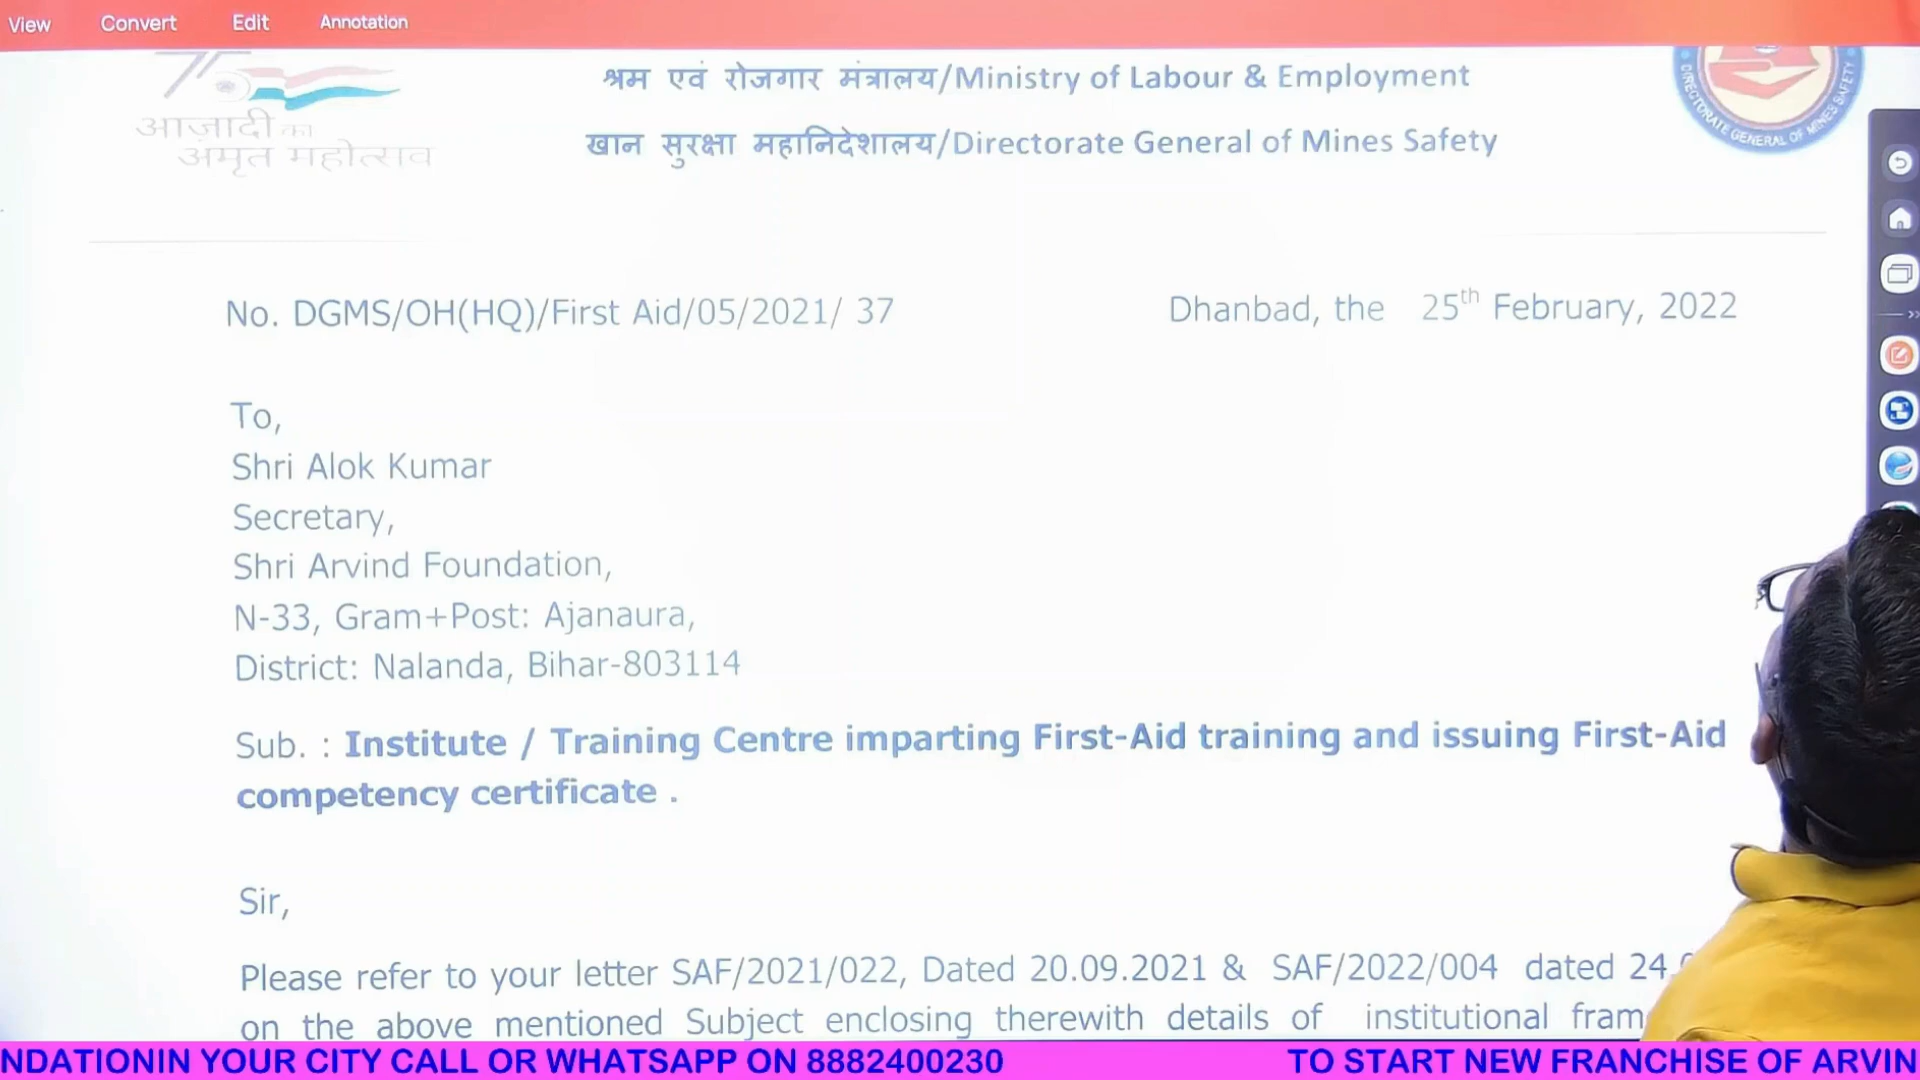 View Convert Edit Annotation
आज़ादी का
अमृत महोत्सव
श्रम एवं रोजगार मंत्रालय/Ministry of Labour & Employment
खान सुरक्षा महानिदेशालय/Directorate General of Mines Safety
DIRECTORATE GENERAL OF MINES SAFETY
No. DGMS/OH(HQ)/First Aid/05/2021/ 37
Dhanbad, the 25th February, 2022
To,
Shri Alok Kumar
Secretary,
Shri Arvind Foundation,
N-33, Gram+Post: Ajanaura,
District: Nalanda, Bihar-803114
Sub. : Institute / Training Centre imparting First-Aid training and issuing First-Aid
competency certificate .
Sir,
Please refer to your letter SAF/2021/022, Dated 20.09.2021 & SAF/2022/004 dated 24.
on the above mentioned Subject enclosing therewith details of institutional fram
NDATIONIN YOUR CITY CALL OR WHATSAPP ON 8882400230 TO START NEW FRANCHISE OF ARVIN